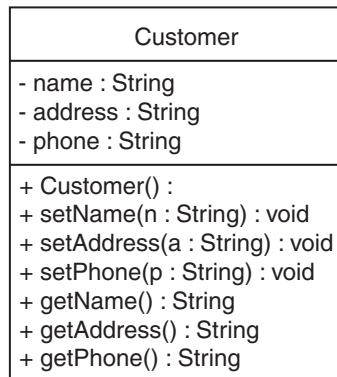 Customer
- name : String
- address : String
- phone : String
+ Customer() :
+ setName(n : String) : void
+ setAddress(a : String) : void
+ setPhone(p : String) : void
+ getName() : String
+ getAddress() : String
+ getPhone() : String